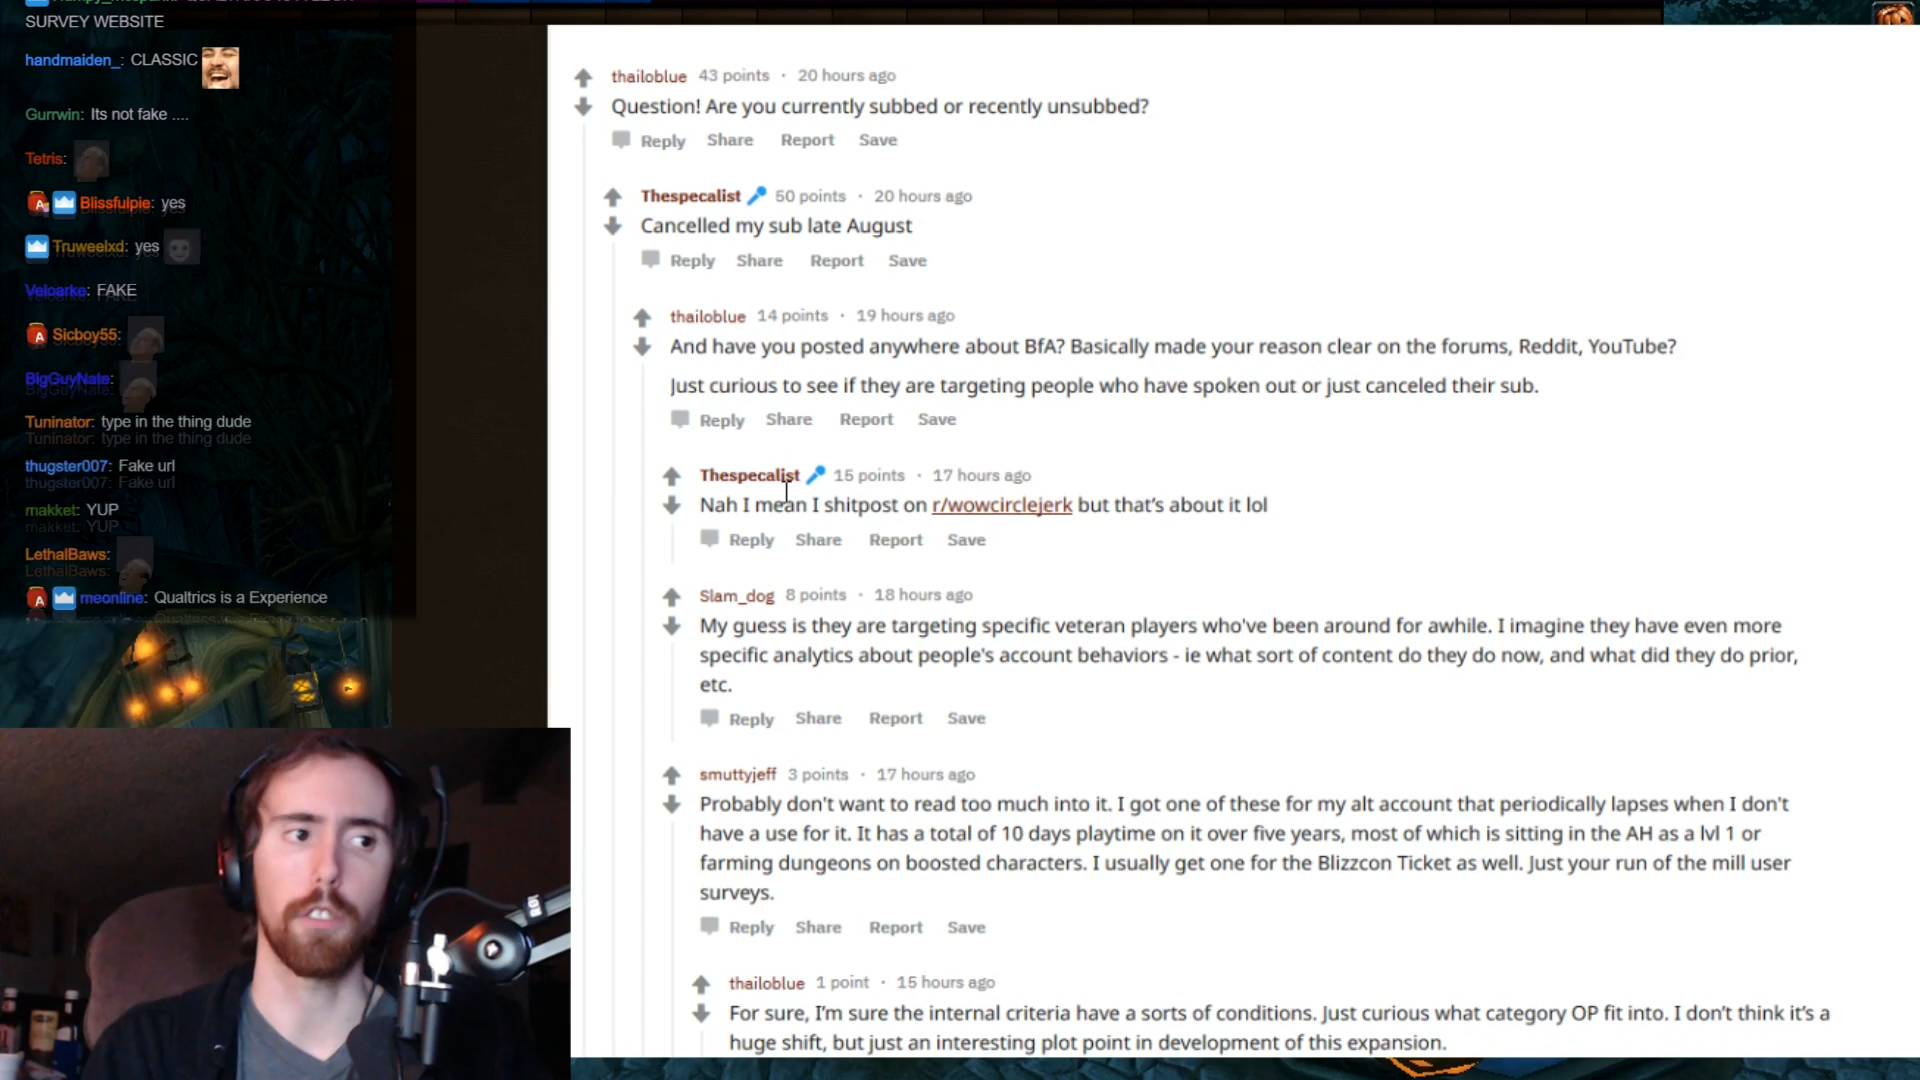 SURVEY WEBSITE
handmaiden_: CLASSIC
Gurrwin: Its not fake ....
Tetris:
Blissfulpie: yes
Truweelxd: yes
Veloarke: FAKE
Sicboy55:
BigGuyNate:
Tuninator: type in the thing dude
thugster007: Fake url
makket: YUP
LethalBaws:
meonline: Qualtrics is a Experience
thailoblue 43 points · 20 hours ago
Question! Are you currently subbed or recently unsubbed?
Reply Share Report Save
Thespecalist 50 points · 20 hours ago
Cancelled my sub late August
Reply Share Report Save
thailoblue 14 points · 19 hours ago
And have you posted anywhere about BfA? Basically made your reason clear on the forums, Reddit, YouTube?
Just curious to see if they are targeting people who have spoken out or just canceled their sub.
Reply Share Report Save
Thespecalist 15 points · 17 hours ago
Nah I mean I shitpost on r/wowcirclejerk but that's about it lol
Reply Share Report Save
Slam_dog 8 points · 18 hours ago
My guess is they are targeting specific veteran players who've been around for awhile. I imagine they have even more
specific analytics about people's account behaviors - ie what sort of content do they do now, and what did they do prior,
etc.
Reply Share Report Save
smuttyjeff 3 points · 17 hours ago
Probably don't want to read too much into it. I got one of these for my alt account that periodically lapses when I don't
have a use for it. It has a total of 10 days playtime on it over five years, most of which is sitting in the AH as a lvl 1 or
farming dungeons on boosted characters. I usually get one for the Blizzcon Ticket as well. Just your run of the mill user
surveys.
Reply Share Report Save
thailoblue 1 point · 15 hours ago
For sure, I'm sure the internal criteria have a sorts of conditions. Just curious what category OP fit into. I don't think it's a
huge shift, but just an interesting plot point in development of this expansion.